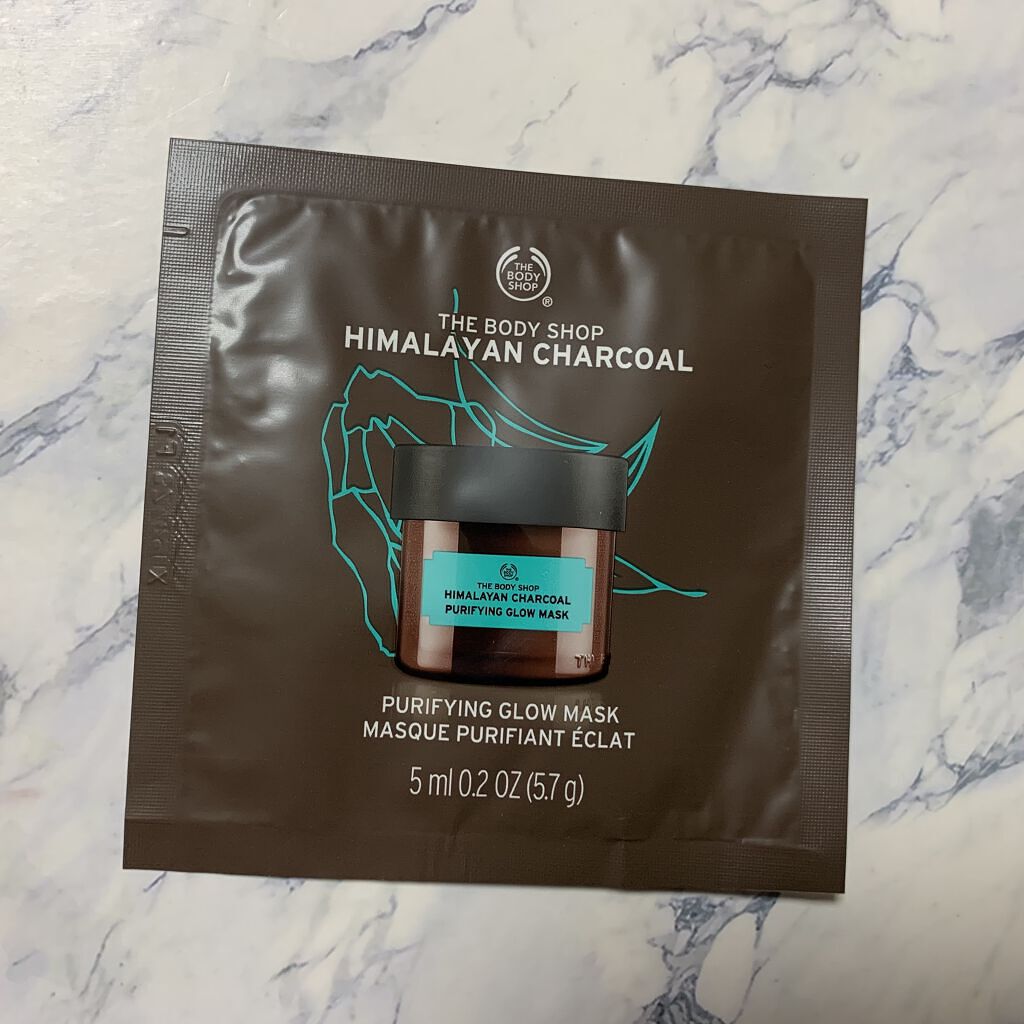 THE
BODY
SHOP
®
THE BODY SHOP
HIMALAYAN CHARCOAL
THE BODY SHOP
HIMALAYAN CHARCOAL
PURIFYING GLOW MASK
PURIFYING GLOW MASK
MASQUE PURIFIANT ÉCLAT
5 ml 0.2 OZ (5.7 g)